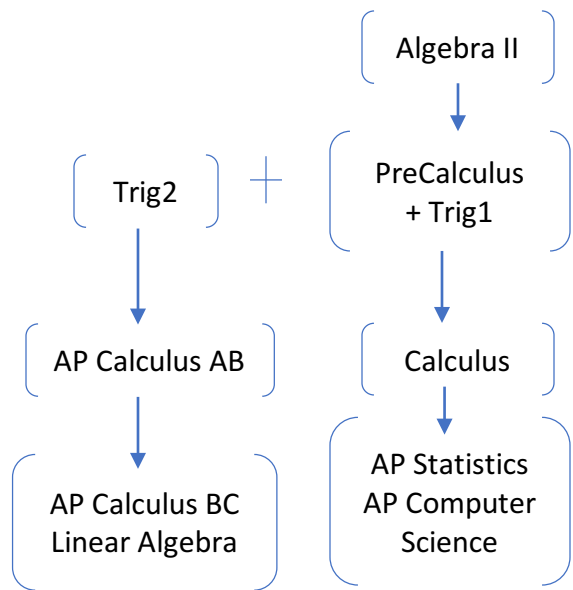 Algebra II
Trig2
PreCalculus
+ Trig1
AP Calculus AB
Calculus
AP Calculus BC
Linear Algebra
AP Statistics
AP Computer
Science